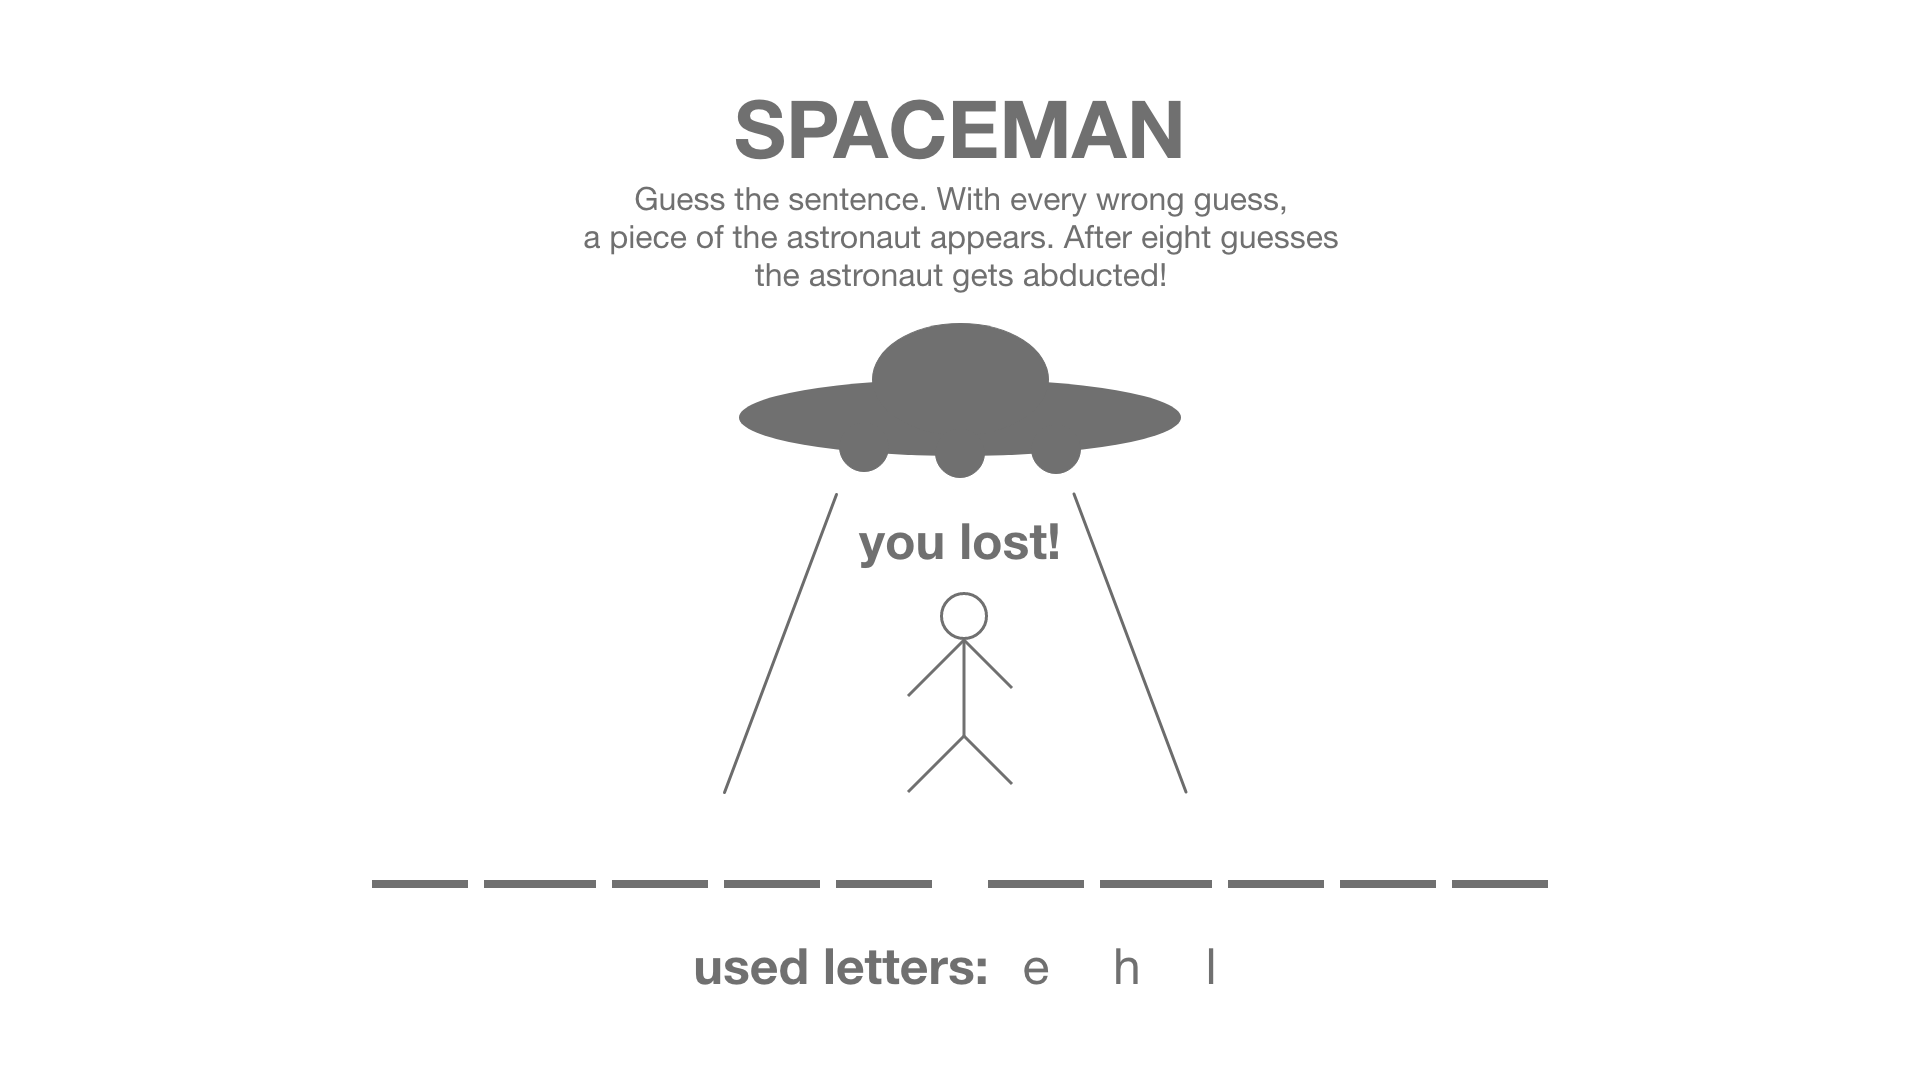 SPACEMAN
Guess the sentence. With every wrong guess,
a piece of the astronaut appears. After eight guesses
the astronaut gets abducted!
you lost!
used letters: e h l